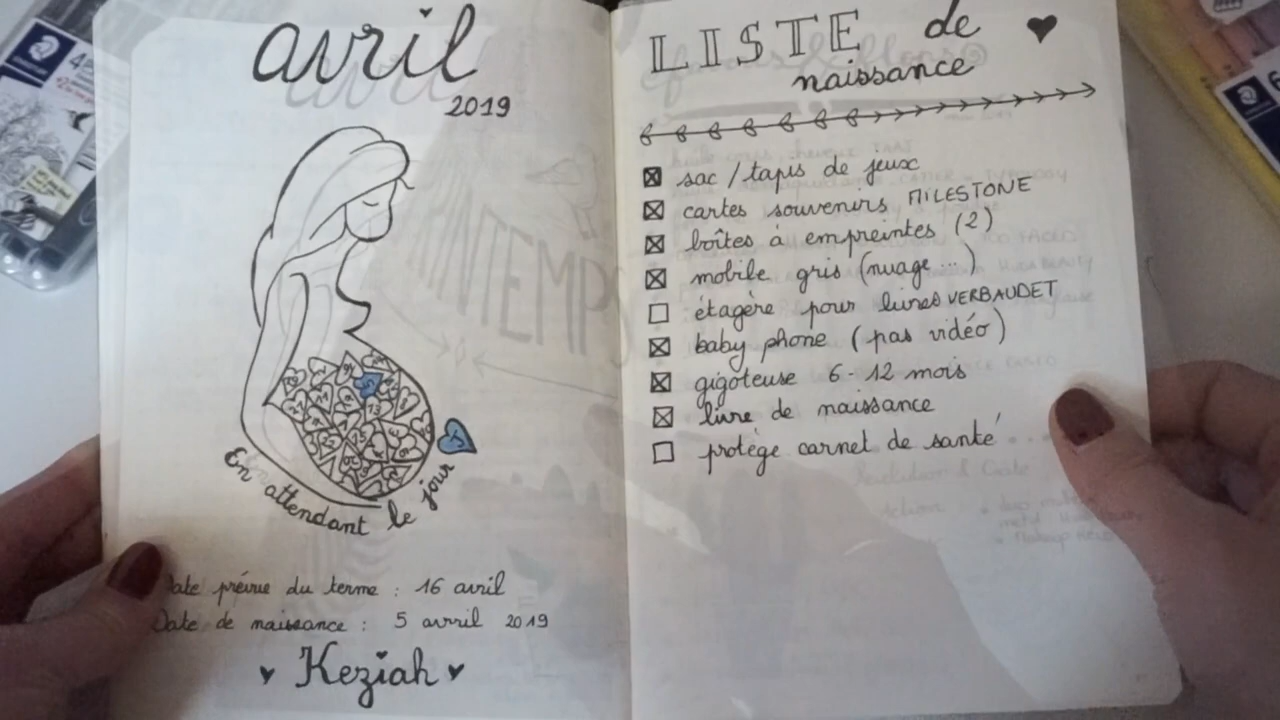 avril
2019
En attendant le jour
Date prévue du terme : 16 avril
Date de naissance : 5 avril 2019
Keziah
LISTE de
naissance
sac / tapis de jeux
cartes souvenirs MILESTONE
boîtes à empreintes (2)
mobile gris (nuage ...)
étagère pour livres VERBAUDET
baby phone (pas vidéo)
gigoteuse 6-12 mois
livre de naissance
protège carnet de santé